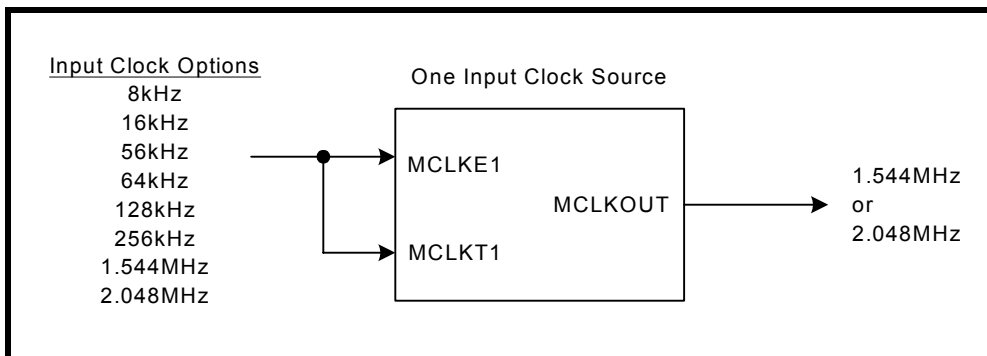 Input Clock Options
8kHz
16kHz
56kHz
64kHz
128kHz
256kHz
1.544MHz
2.048MHz
One Input Clock Source
MCLKE1
MCLKT1
MCLKOUT
1.544MHz
or
2.048MHz